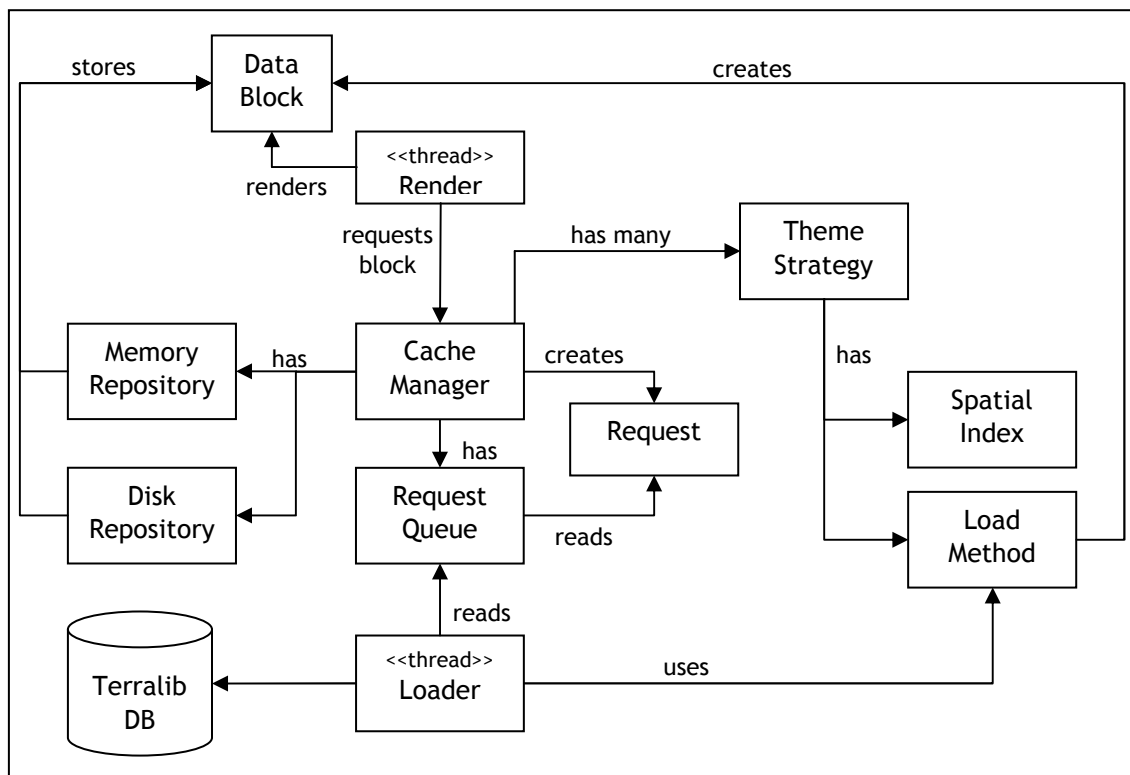 stores
Data
Block
creates
<<thread>>
Render
renders
requests
block
has many
Theme
Strategy
Memory
Repository
has
Cache
Manager
creates
has
Request
Spatial
Index
has
Disk
Repository
Request
Queue
reads
Load
Method
reads
Terralib
DB
<<thread>>
Loader
uses